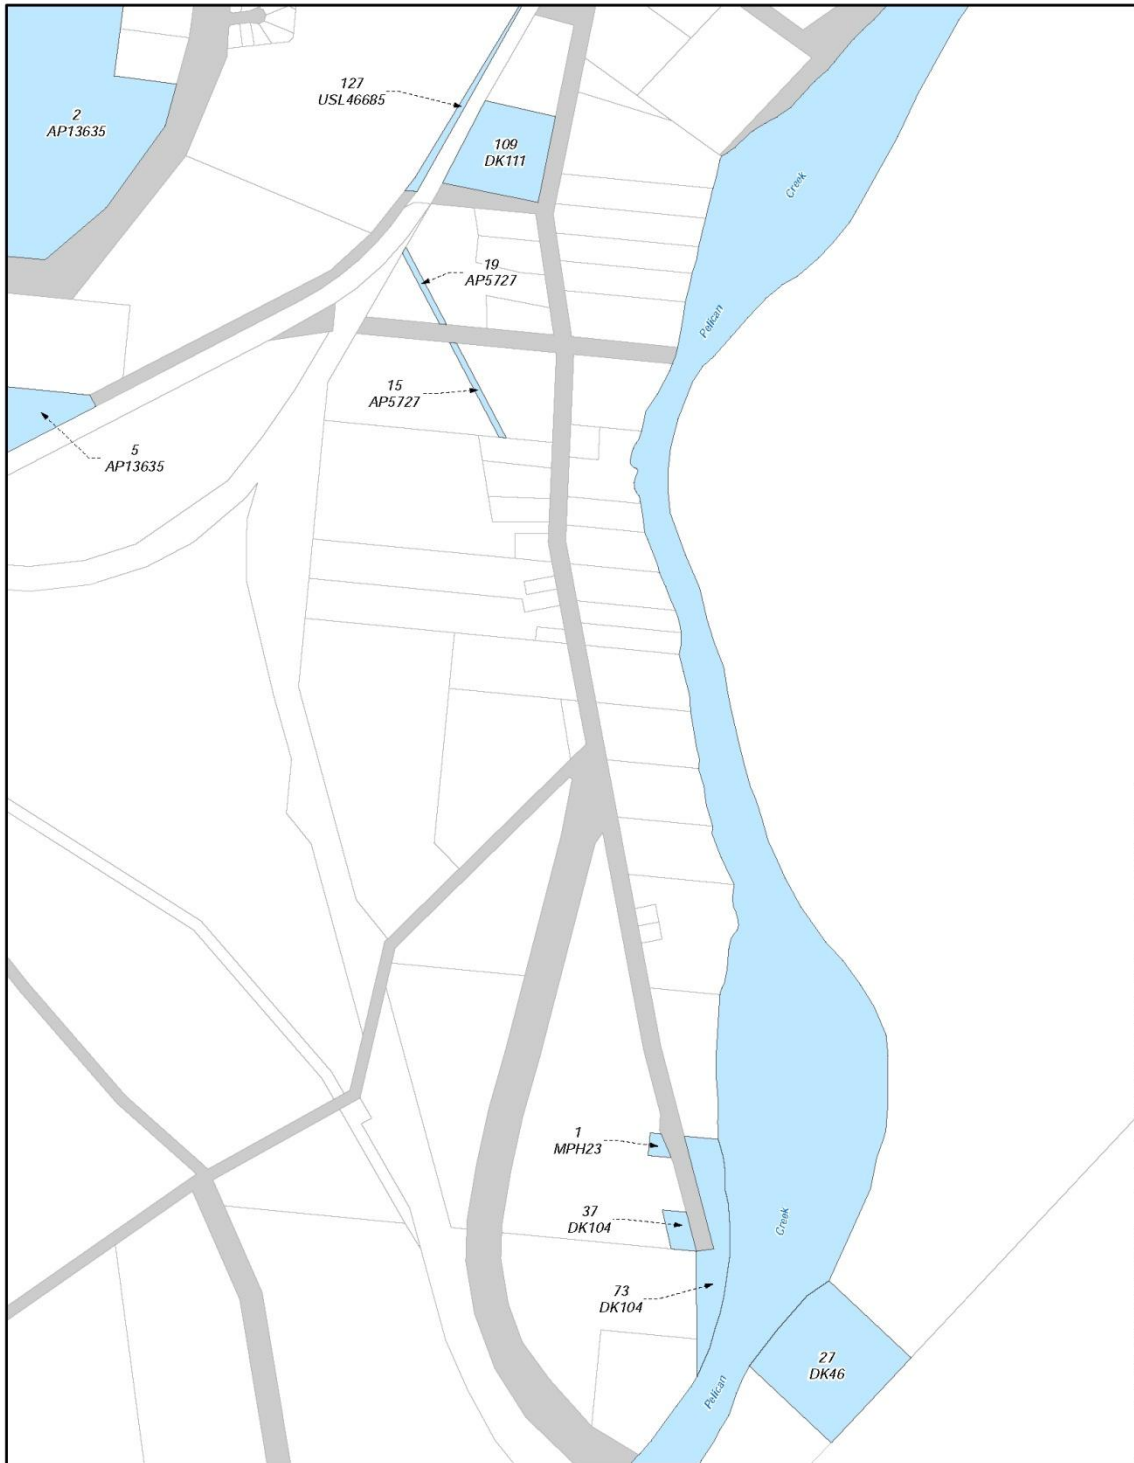 127
USL46685
2
AP13635
109
DK111
Creek
19
AP5727
Pelican
15
AP5727
5
AP13635
1
MPH23
37
DK104
Creek
73
DK104
27
DK46
Pelican